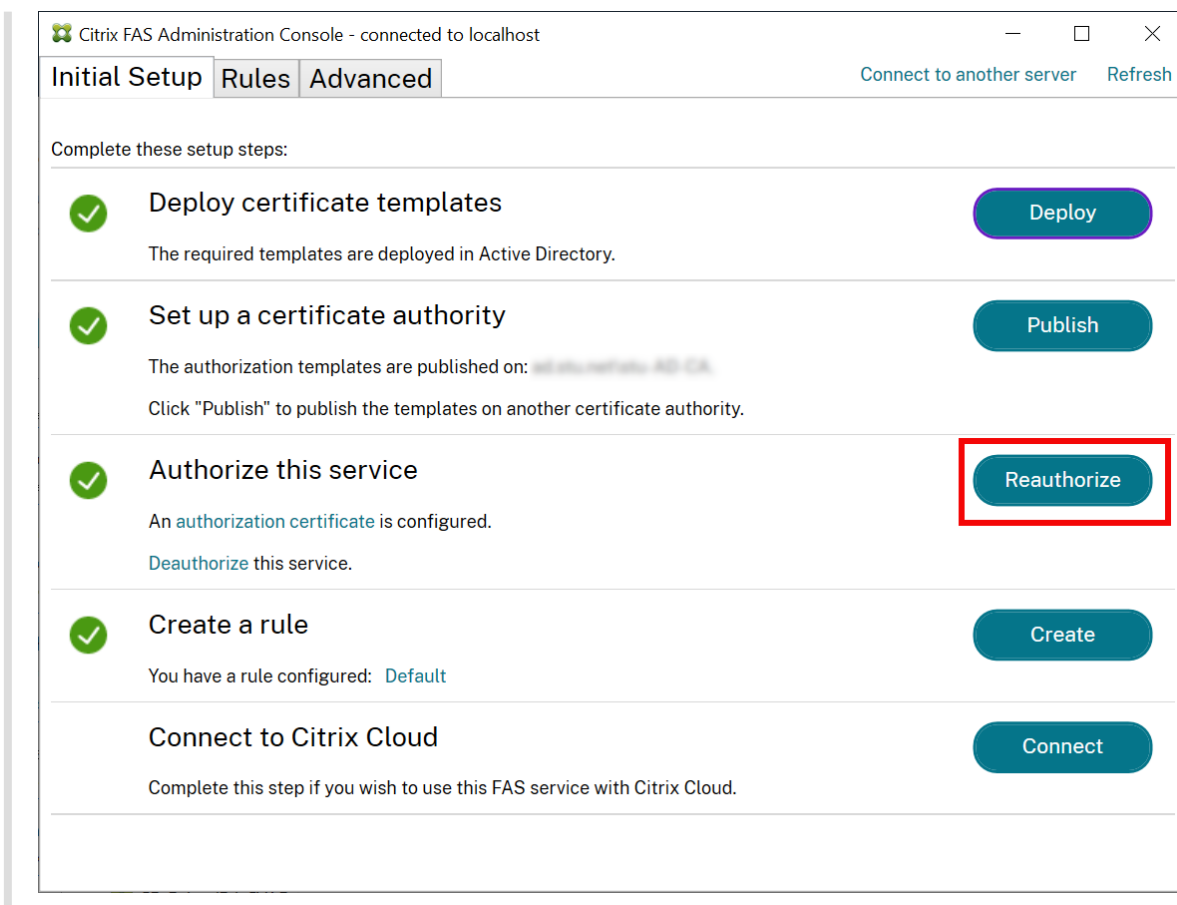 Citrix FAS Administration Console - connected to localhost
Initial Setup Rules Advanced Connect to another server Refresh
Complete these setup steps:
Deploy certificate templates
Deploy
The required templates are deployed in Active Directory.
Set up a certificate authority
Publish
The authorization templates are published on:
Click "Publish" to publish the templates on another certificate authority.
Authorize this service
Reauthorize
An authorization certificate is configured.
Deauthorize this service.
Create a rule
Create
You have a rule configured: Default
Connect to Citrix Cloud
Connect
Complete this step if you wish to use this FAS service with Citrix Cloud.